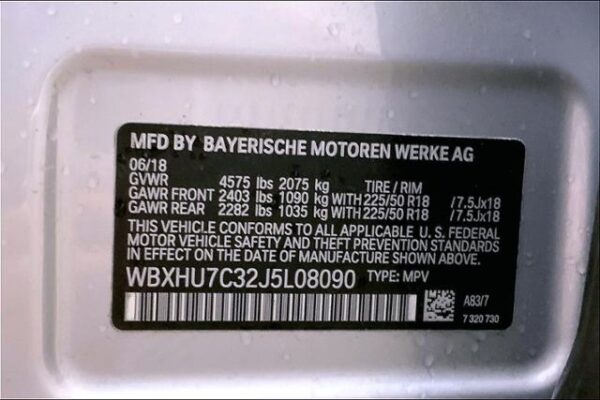 MFD BY BAYERISCHE MOTOREN WERKE AG
06/18
GVWR 4575 lbs 2075 kg TIRE / RIM
GAWR FRONT 2403 lbs 1090 kg WITH 225/50 R18 /7.5Jx18
GAWR REAR 2282 lbs 1035 kg WITH 225/50 R18 /7.5Jx18
THIS VEHICLE CONFORMS TO ALL APPLICABLE U. S. FEDERAL
MOTOR VEHICLE SAFETY AND THEFT PREVENTION STANDARDS
IN EFFECT ON THE DATE OF MANUFACTURE SHOWN ABOVE.
WBXHU7C32J5L08090 TYPE: MPV
A83/7
7 320 730